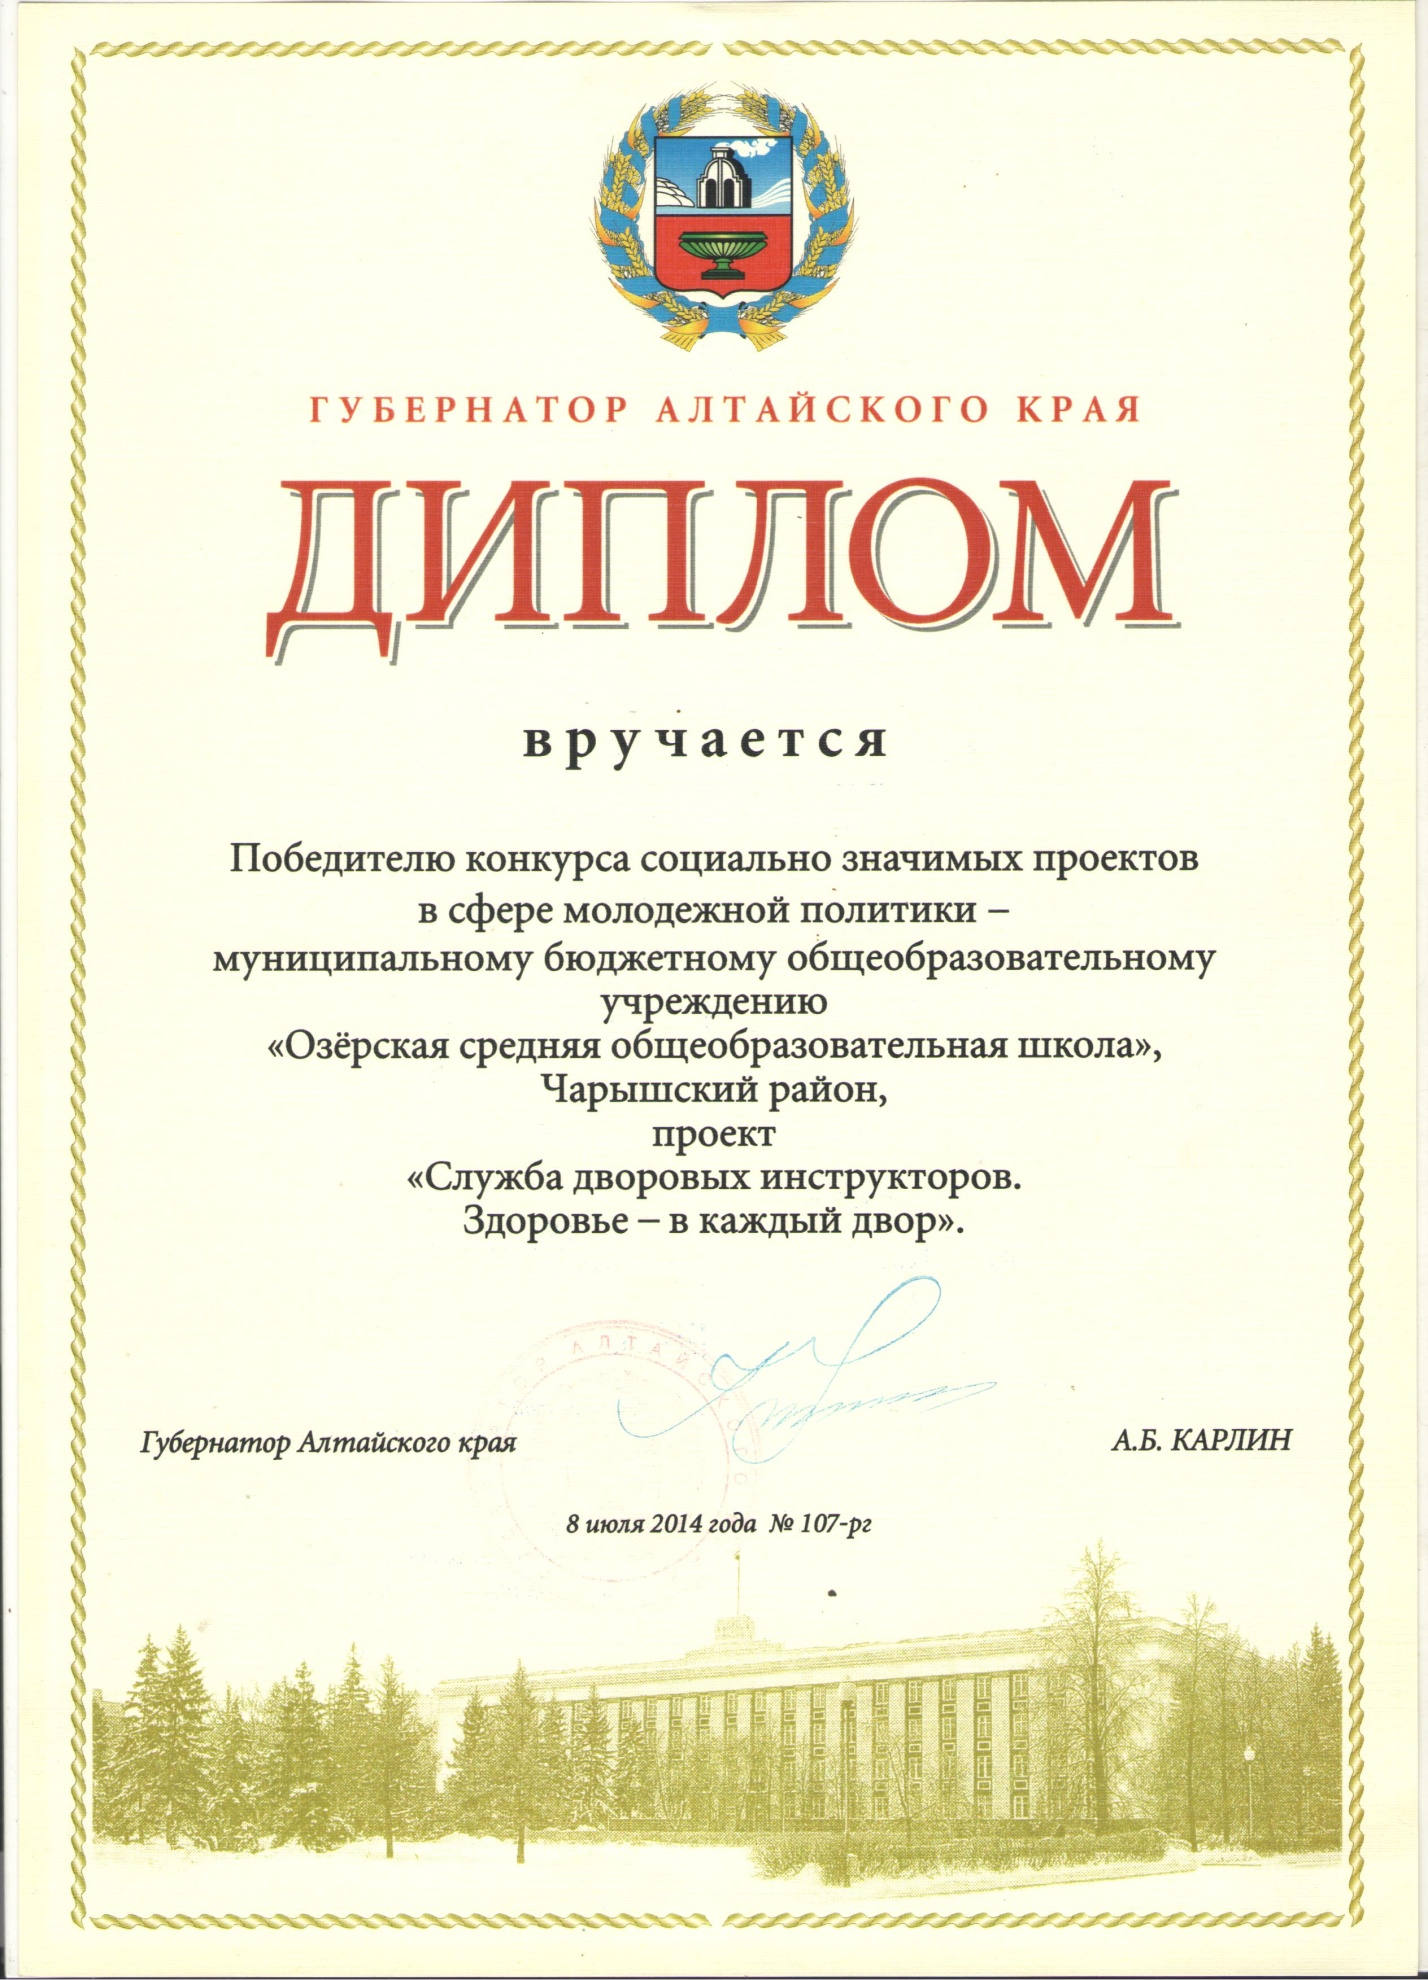 ГУБЕРНАТОР АЛТАЙСКОГО КРАЯ
ДИПЛОМ
вручается
Победителю конкурса социально значимых проектов
в сфере молодежной политики –
муниципальному бюджетному общеобразовательному
учреждению
«Озёрская средняя общеобразовательная школа»,
Чарышский район,
проект
«Служба дворовых инструкторов.
Здоровье – в каждый двор».
Губернатор Алтайского края
А.Б. КАРЛИН
8 июля 2014 года № 107-рг